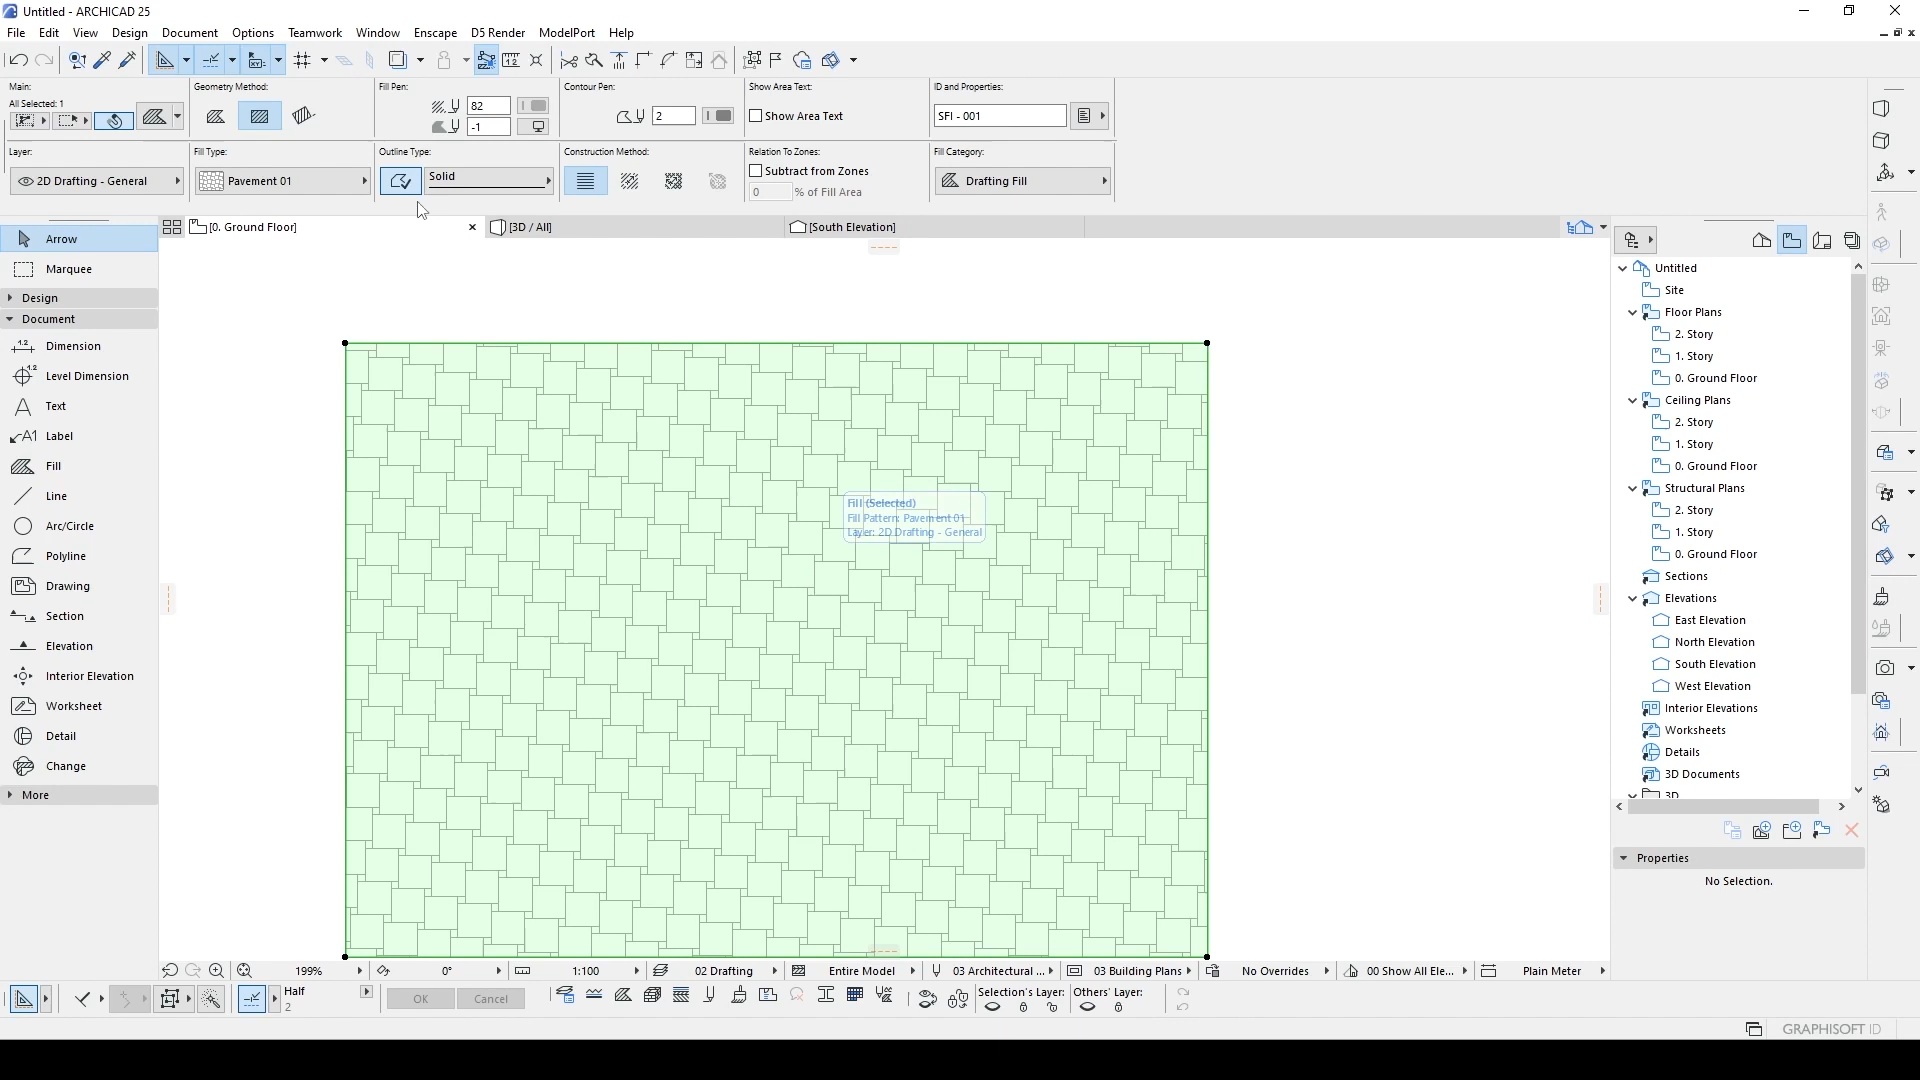 Untitled - ARCHICAD 25
File Edit View Design Document Options Teamwork Window Enscape D5 Render ModelPort Help
Main: Geometry Method: Fill Pen: Contour Pen: Show Area Text: ID and Properties:
All Selected: 1
82
2
Show Area Text
SFI - 001
-1
Layer: Fill Type: Outline Type: Construction Method: Relation To Zones: Fill Category:
Subtract from Zones
2D Drafting - General
Pavement 01
Solid
Drafting Fill
0 % of Fill Area
[0. Ground Floor]
[3D / All]
[South Elevation]
Arrow
Marquee
Design
Document
Dimension
Level Dimension
Text
Label
Fill
Line
Arc/Circle
Polyline
Drawing
Section
Elevation
Interior Elevation
Worksheet
Detail
Change
More
Fill (Selected)
Fill Pattern: Pavement 01
Layer: 2D Drafting - General
Untitled
Site
Floor Plans
2. Story
1. Story
0. Ground Floor
Ceiling Plans
2. Story
1. Story
0. Ground Floor
Structural Plans
2. Story
1. Story
0. Ground Floor
Sections
Elevations
East Elevation
North Elevation
South Elevation
West Elevation
Interior Elevations
Worksheets
Details
3D Documents
3D
Properties
No Selection.
199% 0° 1:100 02 Drafting Entire Model 03 Architectural ... 03 Building Plans No Overrides 00 Show All Ele... Plain Meter
Half
2
OK Cancel
Selection's Layer: Others' Layer:
GRAPHISOFT ID